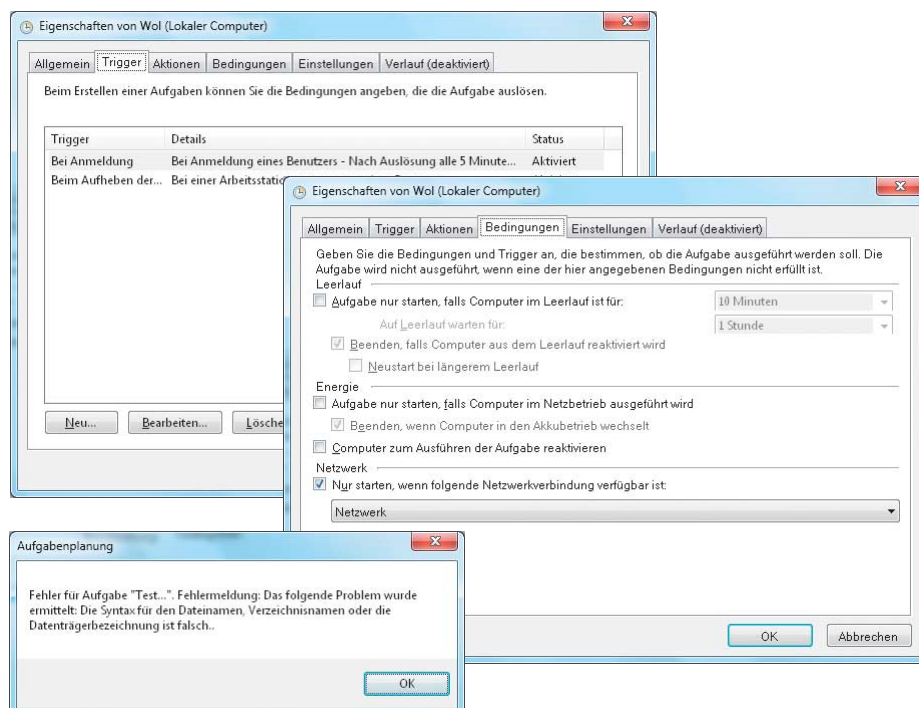 Eigenschaften von Wol (Lokaler Computer)
Allgemein Trigger Aktionen Bedingungen Einstellungen Verlauf (deaktiviert)
Beim Erstellen einer Aufgaben können Sie die Bedingungen angeben, die die Aufgabe auslösen.
Trigger Details Status
Bei Anmeldung Bei Anmeldung eines Benutzers - Nach Auslösung alle 5 Minute... Aktiviert
Beim Aufheben der... Bei einer
Neu... Bearbeiten...
Eigenschaften von Wol (Lokaler Computer)
Allgemein Trigger Aktionen Bedingungen Einstellungen Verlauf (deaktiviert)
Geben Sie die Bedingungen und Trigger an, die bestimmen, ob die Aufgabe ausgeführt werden soll. Die
Aufgabe wird nicht ausgeführt, wenn eine der hier angegebenen Bedingungen nicht erfüllt ist.
Leerlauf
Aufgabe nur starten, falls Computer im Leerlauf ist für: 10 Minuten
Auf Leerlauf warten für: 1 Stunde
Beenden, falls Computer aus dem Leerlauf reaktiviert wird
Neustart bei längerem Leerlauf
Energie
Aufgabe nur starten, falls Computer im Netzbetrieb ausgeführt wird
Beenden, wenn Computer in den Akkubetrieb wechselt
Computer zum Ausführen der Aufgabe reaktivieren
Netzwerk
Nur starten, wenn folgende Netzwerkverbindung verfügbar ist:
Netzwerk
OK Abbrechen
Aufgabenplanung
Fehler für Aufgabe "Test...". Fehlermeldung: Das folgende Problem wurde
ermittelt: Die Syntax für den Dateinamen, Verzeichnisnamen oder die
Datenträgerbezeichnung ist falsch..
OK